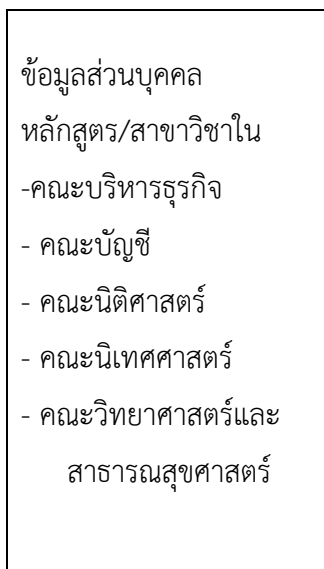 ข้อมูลส่วนบุคคล
หลักสูตร/สาขาวิชาใน
-คณะบริหารธุรกิจ
- คณะบัญชี
- คณะนิติศาสตร์
- คณะนิเทศศาสตร์
- คณะวิทยาศาสตร์และ
สาธารณสุขศาสตร์